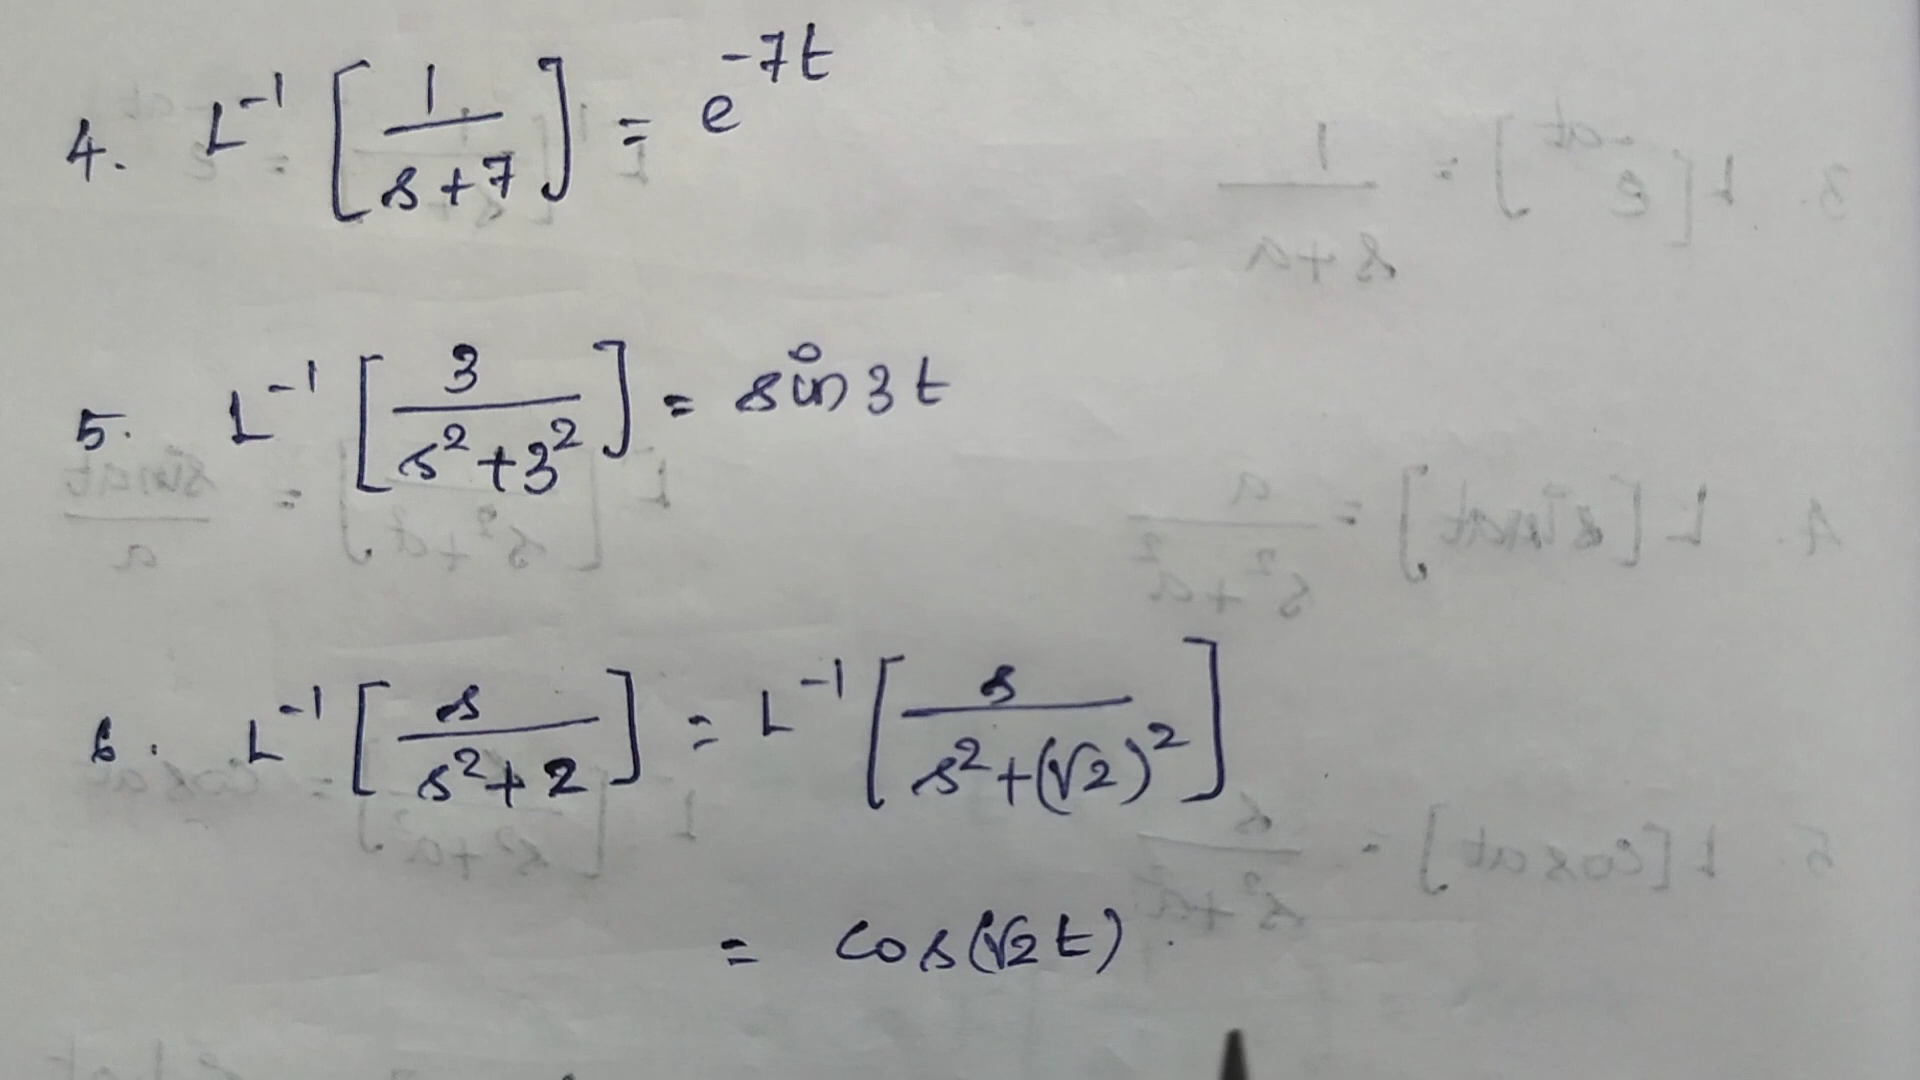 4. L⁻¹ [1/(s+7)] = e^(-7t)
5. L⁻¹ [3/(s²+3²)] = sin 3t
6. L⁻¹ [s/(s²+2)] = L⁻¹ [s/(s²+(√2)²)]
= cos(√2t)